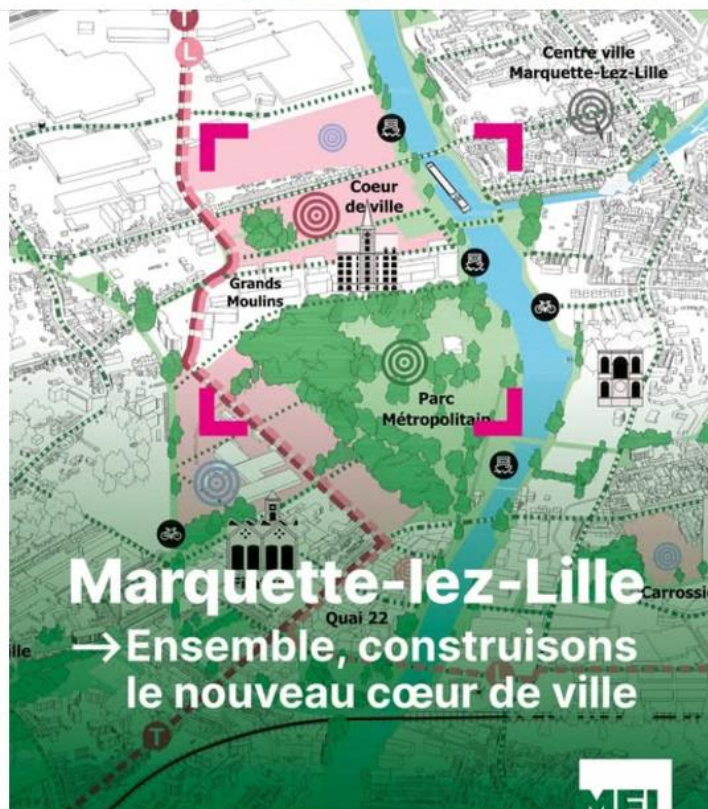 T
L
Centre ville
Marquette-Lez-Lille
Coeur
de ville
Grands
Moulins
Parc
Métropolitain
Marquette-lez-Lille
Carrossi
Quai 22
→Ensemble, construisons
le nouveau cœur de ville
L
T
MEL